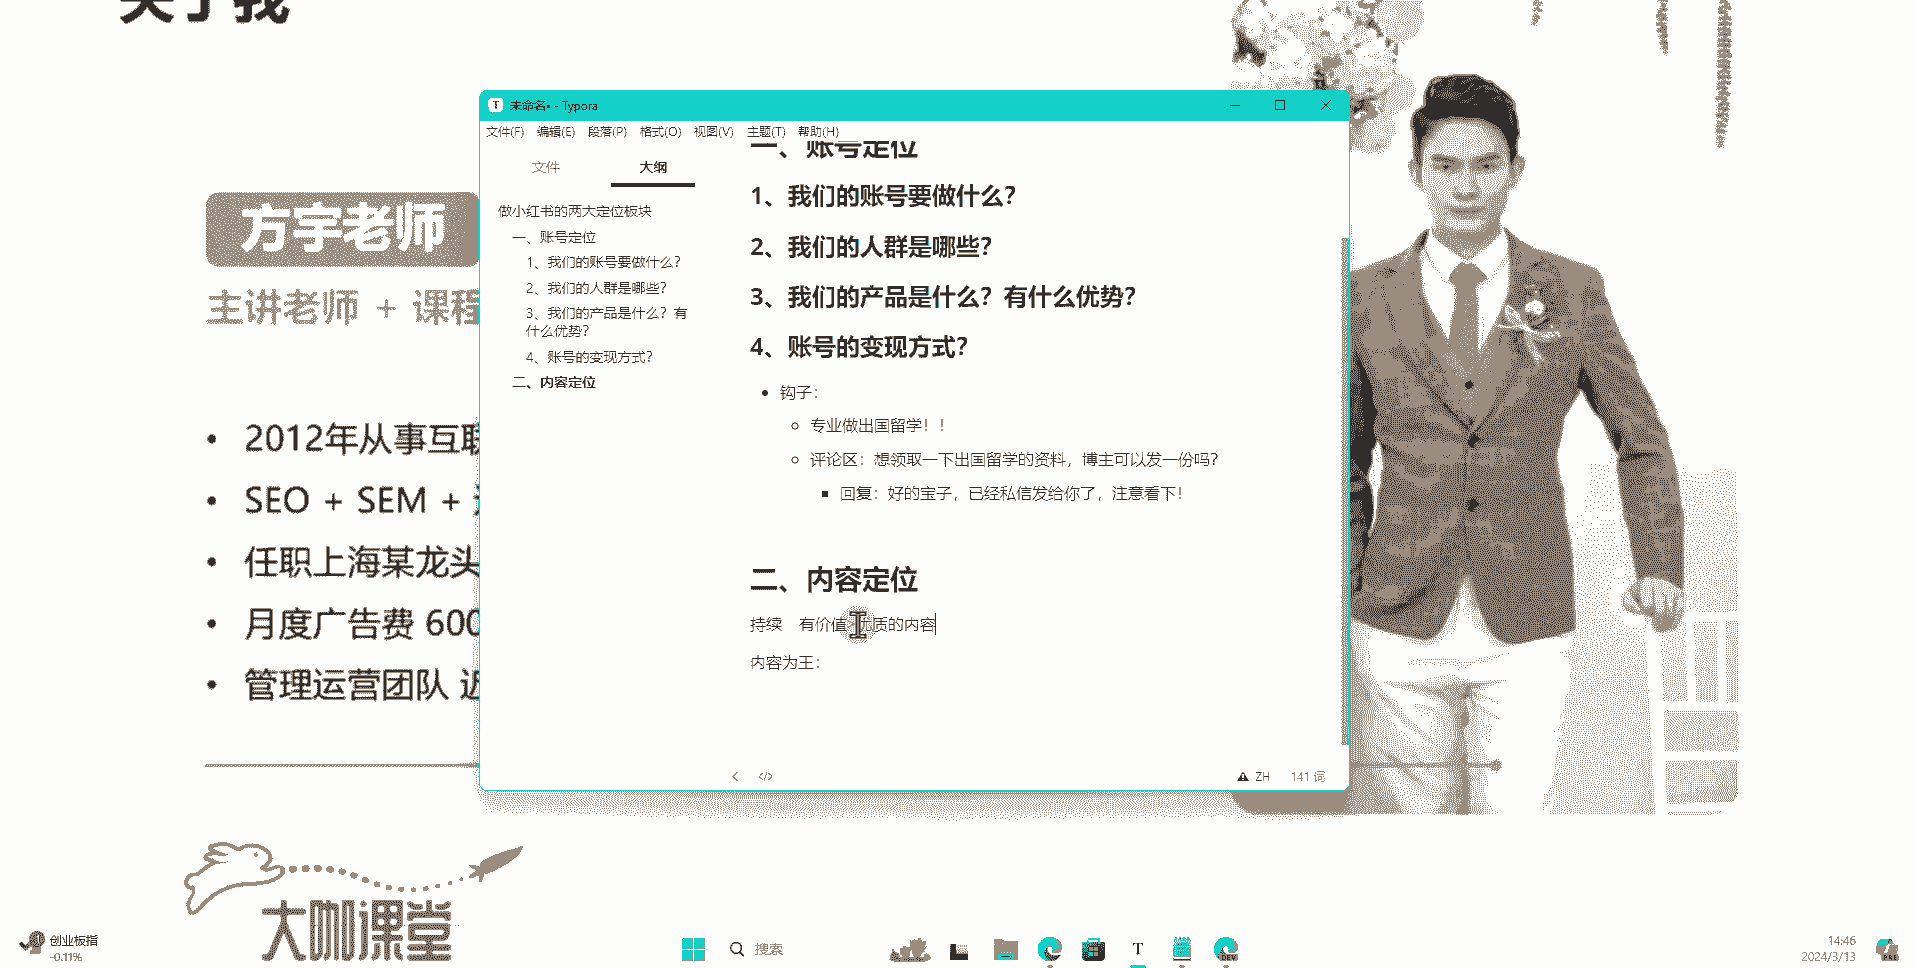 关于我
未命名• - Typora
文件(F) 编辑(E) 段落(P) 格式(O) 视图(V) 主题(T) 帮助(H)
文件 大纲
做小红书的两大定位板块
一、账号定位
1、我们的账号要做什么？
2、我们的人群是哪些？
3、我们的产品是什么？有
什么优势？
4、账号的变现方式？
二、内容定位
一、账号定位
1、我们的账号要做什么？
2、我们的人群是哪些？
3、我们的产品是什么？有什么优势？
4、账号的变现方式？
钩子：
专业做出国留学！！
评论区：想领取一下出国留学的资料，博主可以发一份吗？
回复：好的宝子，已经私信发给你了，注意看下！
二、内容定位
持续 有价值 优质的内容
内容为王：
ZH 141 词
方宇老师
主讲老师 + 课程
2012年从事互联
SEO + SEM +
任职上海某龙头
月度广告费 600
管理运营团队 近
大咖课堂
创业板指
-0.11%
搜索
DEV
14:46
2024/3/13
PRE